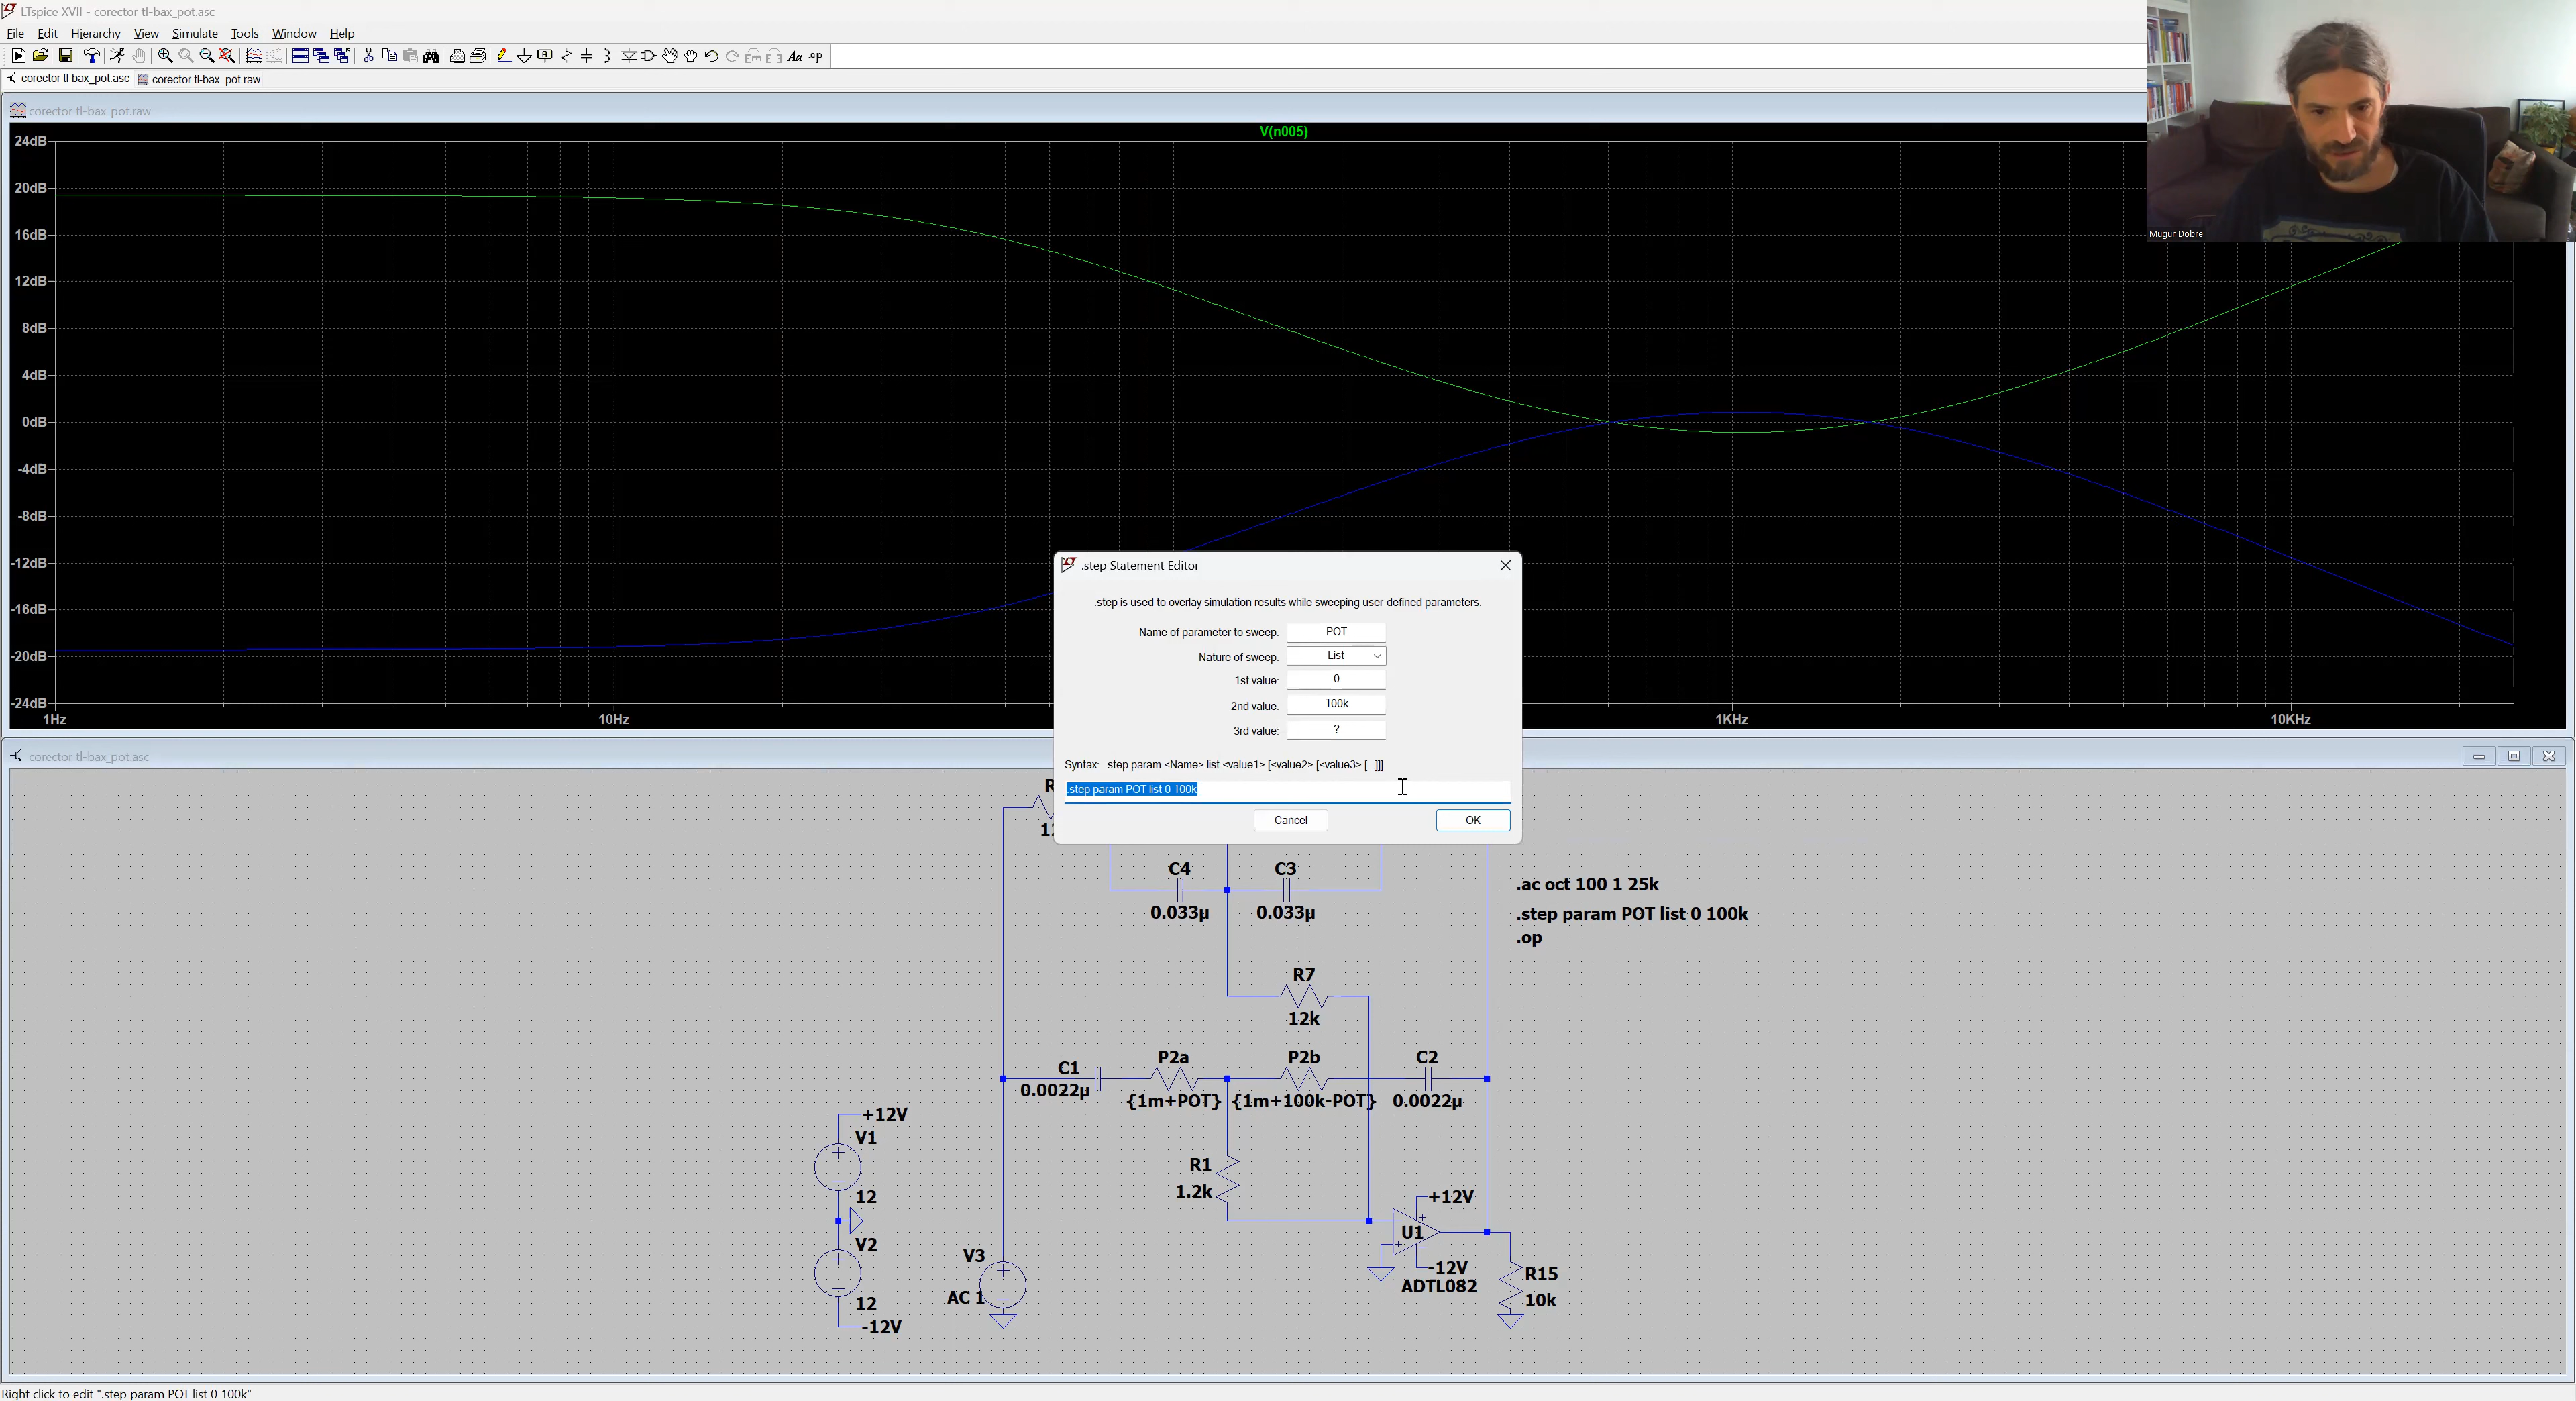 LTspice XVII - corector tl-bax_pot.asc
File Edit Hierarchy View Simulate Tools Window Help
corector tl-bax_pot.asc corector tl-bax_pot.raw
corector tl-bax_pot.raw
V(n005)
24dB
20dB
16dB
12dB
8dB
4dB
0dB
-4dB
-8dB
-12dB
-16dB
-20dB
-24dB
1Hz 10Hz 1KHz 10KHz
Mugur Dobre
.step Statement Editor
.step is used to overlay simulation results while sweeping user-defined parameters.
Name of parameter to sweep: POT
Nature of sweep: List
1st value: 0
2nd value: 100k
3rd value: ?
Syntax: .step param <Name> list <value1> [<value2> [<value3> [...]]]
.step param POT list 0 100k
Cancel OK
corector tl-bax_pot.asc
C4
0.033µ
C3
0.033µ
.ac oct 100 1 25k
.step param POT list 0 100k
.op
R7
12k
C1
0.0022µ
P2a
{1m+POT}
P2b
{1m+100k-POT}
C2
0.0022µ
+12V
V1
12
V2
12
-12V
R1
1.2k
V3
AC 1
+12V
U1
-12V
ADTL082
R15
10k
Right click to edit ".step param POT list 0 100k"